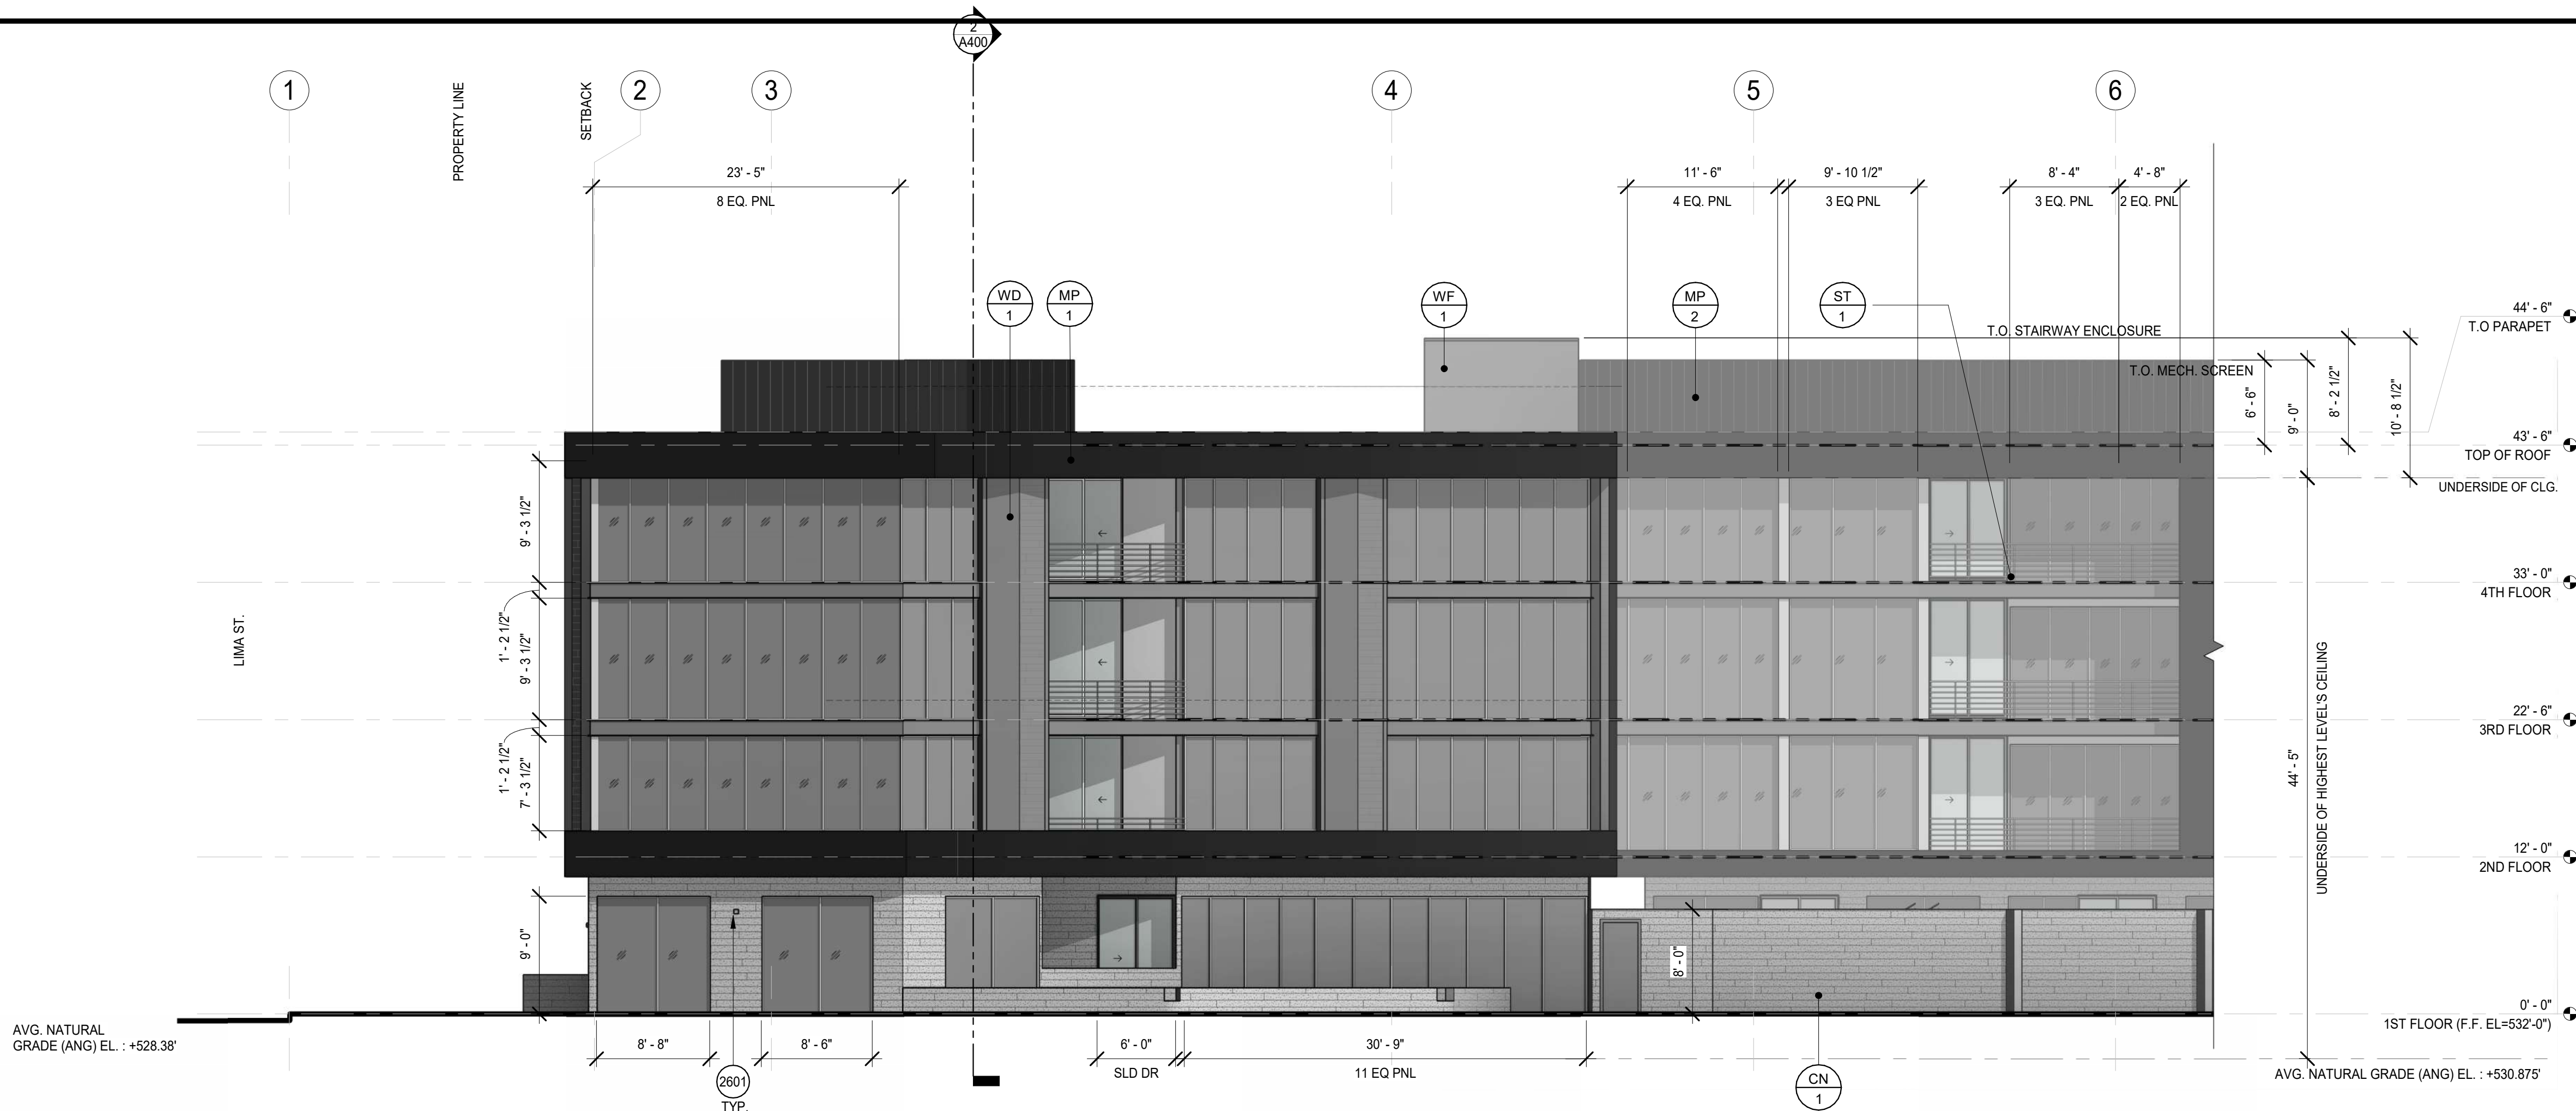 2
A400
1
PROPERTY LINE
SETBACK
2
3
4
5
6
23' - 5"
8 EQ. PNL
11' - 6"
4 EQ. PNL
9' - 10 1/2"
3 EQ PNL
8' - 4"
3 EQ. PNL
4' - 8"
2 EQ. PNL
WD
1
MP
1
WF
1
MP
2
ST
1
T.O. STAIRWAY ENCLOSURE
T.O. MECH. SCREEN
44' - 6"
T.O PARAPET
6' - 6"
9' - 0"
8' - 2 1/2"
10' - 8 1/2"
43' - 6"
TOP OF ROOF
UNDERSIDE OF CLG.
9' - 3 1/2"
33' - 0"
4TH FLOOR
LIMA ST.
1' - 2 1/2"
9' - 3 1/2"
22' - 6"
3RD FLOOR
1' - 2 1/2"
7' - 3 1/2"
44' - 5"
UNDERSIDE OF HIGHEST LEVEL'S CEILING
12' - 0"
2ND FLOOR
9' - 0"
8' - 0"
0' - 0"
1ST FLOOR (F.F. EL=532'-0")
AVG. NATURAL
GRADE (ANG) EL. : +528.38'
8' - 8"
8' - 6"
6' - 0"
SLD DR
30' - 9"
11 EQ PNL
2601
TYP.
CN
1
AVG. NATURAL GRADE (ANG) EL. : +530.875'